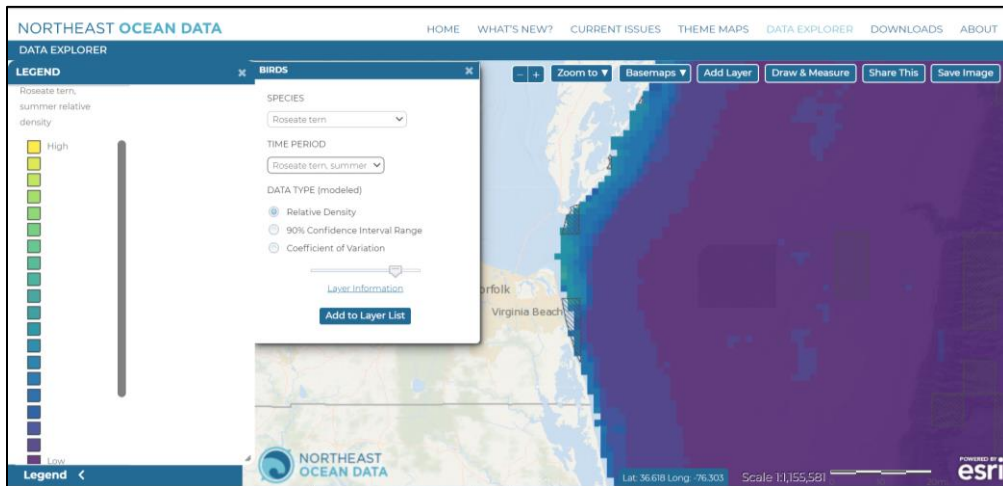 NORTHEAST OCEAN DATA
HOME WHAT'S NEW? CURRENT ISSUES THEME MAPS DATA EXPLORER DOWNLOADS ABOUT
DATA EXPLORER
LEGEND ×
Roseate tern,
summer relative
density
High
Low
Legend <
BIRDS ×
SPECIES
Roseate tern
TIME PERIOD
Roseate tern, summer
DATA TYPE (modeled)
Relative Density
90% Confidence Interval Range
Coefficient of Variation
Layer Information
Add to Layer List
− + Zoom to ▼ Basemaps ▼ Add Layer Draw & Measure Share This Save Image
orfolk
Virginia Beach
NORTHEAST
OCEAN DATA
Lat: 36.618 Long: -76.303
Scale 1:1,155,581
POWERED BY
esri